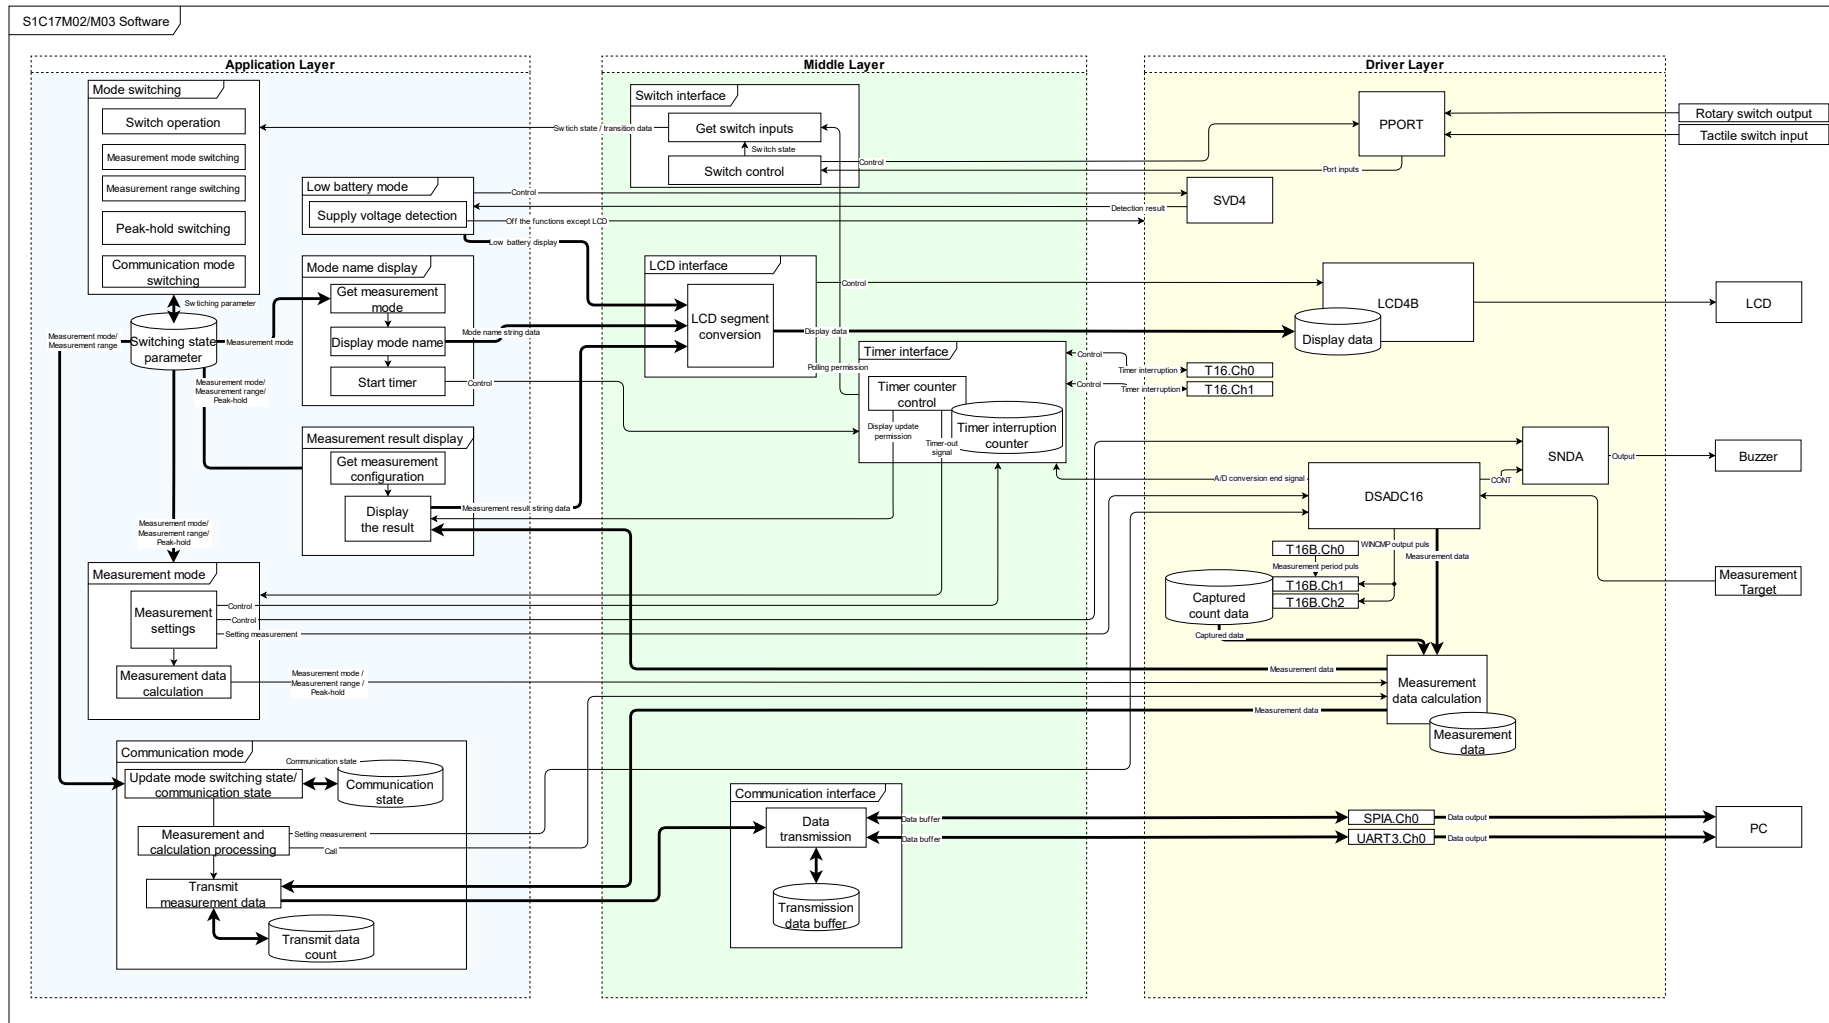 S1C17M02/M03 Software
Application Layer
Mode switching
Switch operation
Measurement mode switching
Measurement range switching
Peak-hold switching
Communication mode
switching
Switiching parameter
Switching state
parameter
Measurement mode/
Measurement range
Measurement mode
Measurement mode/
Measurement range/
Peak-hold
Measurement mode/
Measurement range/
Peak-hold
Low battery mode
Supply voltage detection
Control
Off the functions except LCD
Low battery display
Mode name display
Get measurement
mode
Display mode name
Start timer
Mode name string data
Control
Measurement result display
Get measurement
configuration
Display
the result
Measurement result stiring data
Measurement mode
Measurement
settings
Measurement data
calculation
Control
Control
Setting measurement
Measurement mode /
Measurement range /
Peak-hold
Communication mode
Update mode switching state/
communication state
Communication state
Communication
state
Measurement and
calculation processing
Setting measurement
Call
Transmit
measurement data
Transmit data
count
Middle Layer
Switch interface
Get switch inputs
Switch state
Switch control
Swtich state / transition data
Control
Port inputs
LCD interface
LCD segment
conversion
Control
Display data
Polling permission
Timer interface
Timer counter
control
Timer interruption
counter
Display update
permission
Timer-out
signal
Control
Timer interruption
Control
Timer interruption
Communication interface
Data
transmission
Transmission
data buffer
Data buffer
Data buffer
Driver Layer
PPORT
SVD4
Detection result
LCD4B
Display data
T16.Ch0
T16.Ch1
SNDA
Output
A/D conversion end signal
CONT
DSADC16
WINCMP output puls
Measurement data
T16B.Ch0
Measurement period puls
T16B.Ch1
T16B.Ch2
Captured
count data
Captured data
Measurement data
Measurement
data calculation
Measurement data
Measurement
data
SPIA.Ch0
UART3.Ch0
Data output
Data output
Rotary switch output
Tactile switch input
LCD
Buzzer
Measurement
Target
PC